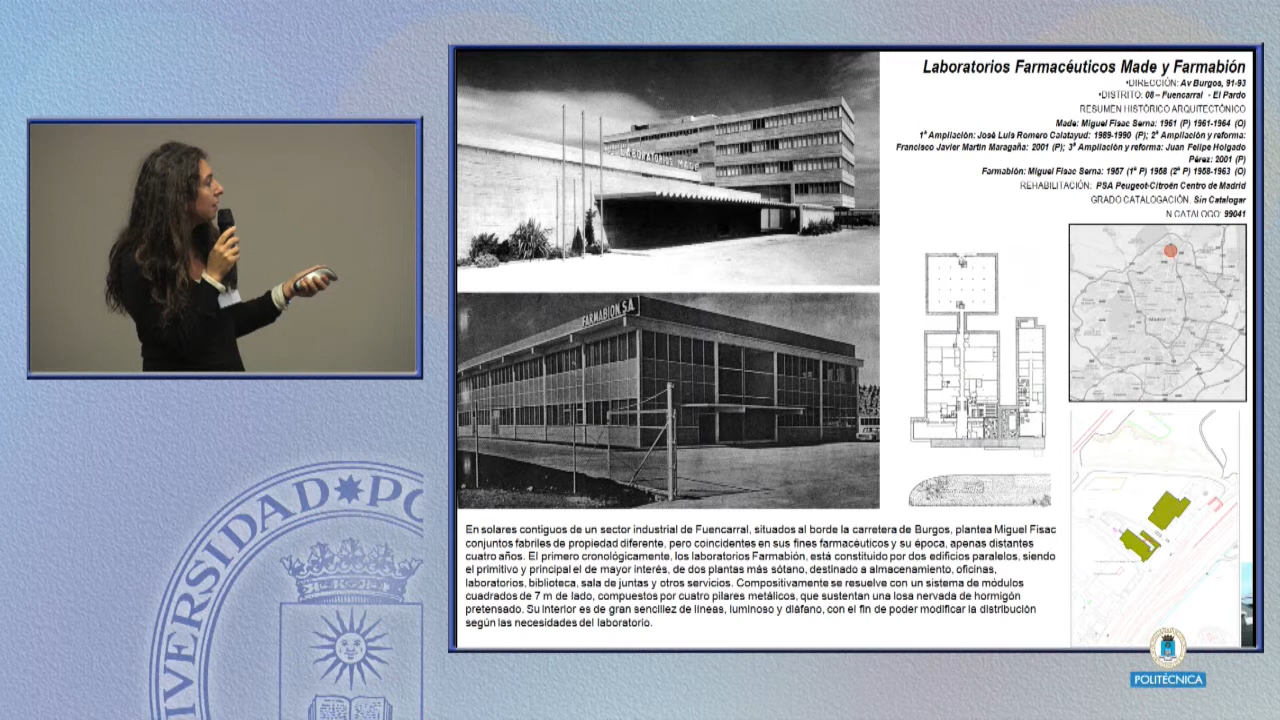 Laboratorios Farmacéuticos Made y Farmabión
•DIRECCIÓN: Av Burgos, 91-93
•DISTRITO: 08 – Fuencarral - El Pardo
RESUMEN HISTÓRICO ARQUITECTÓNICO
Made: Miguel Fisac Serna: 1961 (P) 1961-1964 (O)
1ª Ampliación: José Luis Romero Calatayud: 1989-1990 (P); 2ª Ampliación y reforma:
Francisco Javier Martín Maragaña: 2001 (P); 3ª Ampliación y reforma: Juan Felipe Holgado
Pérez: 2001 (P)
Farmabión: Miguel Fisac Serna: 1957 (1ª P) 1958 (2ª P) 1958-1963 (O)
REHABILITACIÓN: PSA Peugeot-Citroën Centro de Madrid
GRADO CATALOGACIÓN: Sin Catalogar
N CATALOGO: 99041
LABORATORIOS MADE
FARMABION, S.A.
Madrid
En solares contiguos de un sector industrial de Fuencarral, situados al borde la carretera de Burgos, plantea Miguel Fisac
conjuntos fabriles de propiedad diferente, pero coincidentes en sus fines farmacéuticos y su época, apenas distantes
cuatro años. El primero cronológicamente, los laboratorios Farmabión, está constituido por dos edificios paralelos, siendo
el primitivo y principal el de mayor interés, de dos plantas más sótano, destinado a almacenamiento, oficinas,
laboratorios, biblioteca, sala de juntas y otros servicios. Compositivamente se resuelve con un sistema de módulos
cuadrados de 7 m de lado, compuestos por cuatro pilares metálicos, que sustentan una losa nervada de hormigón
pretensado. Su interior es de gran sencillez de líneas, luminoso y diáfano, con el fin de poder modificar la distribución
según las necesidades del laboratorio.
VERSIDAD POL
POLITÉCNICA